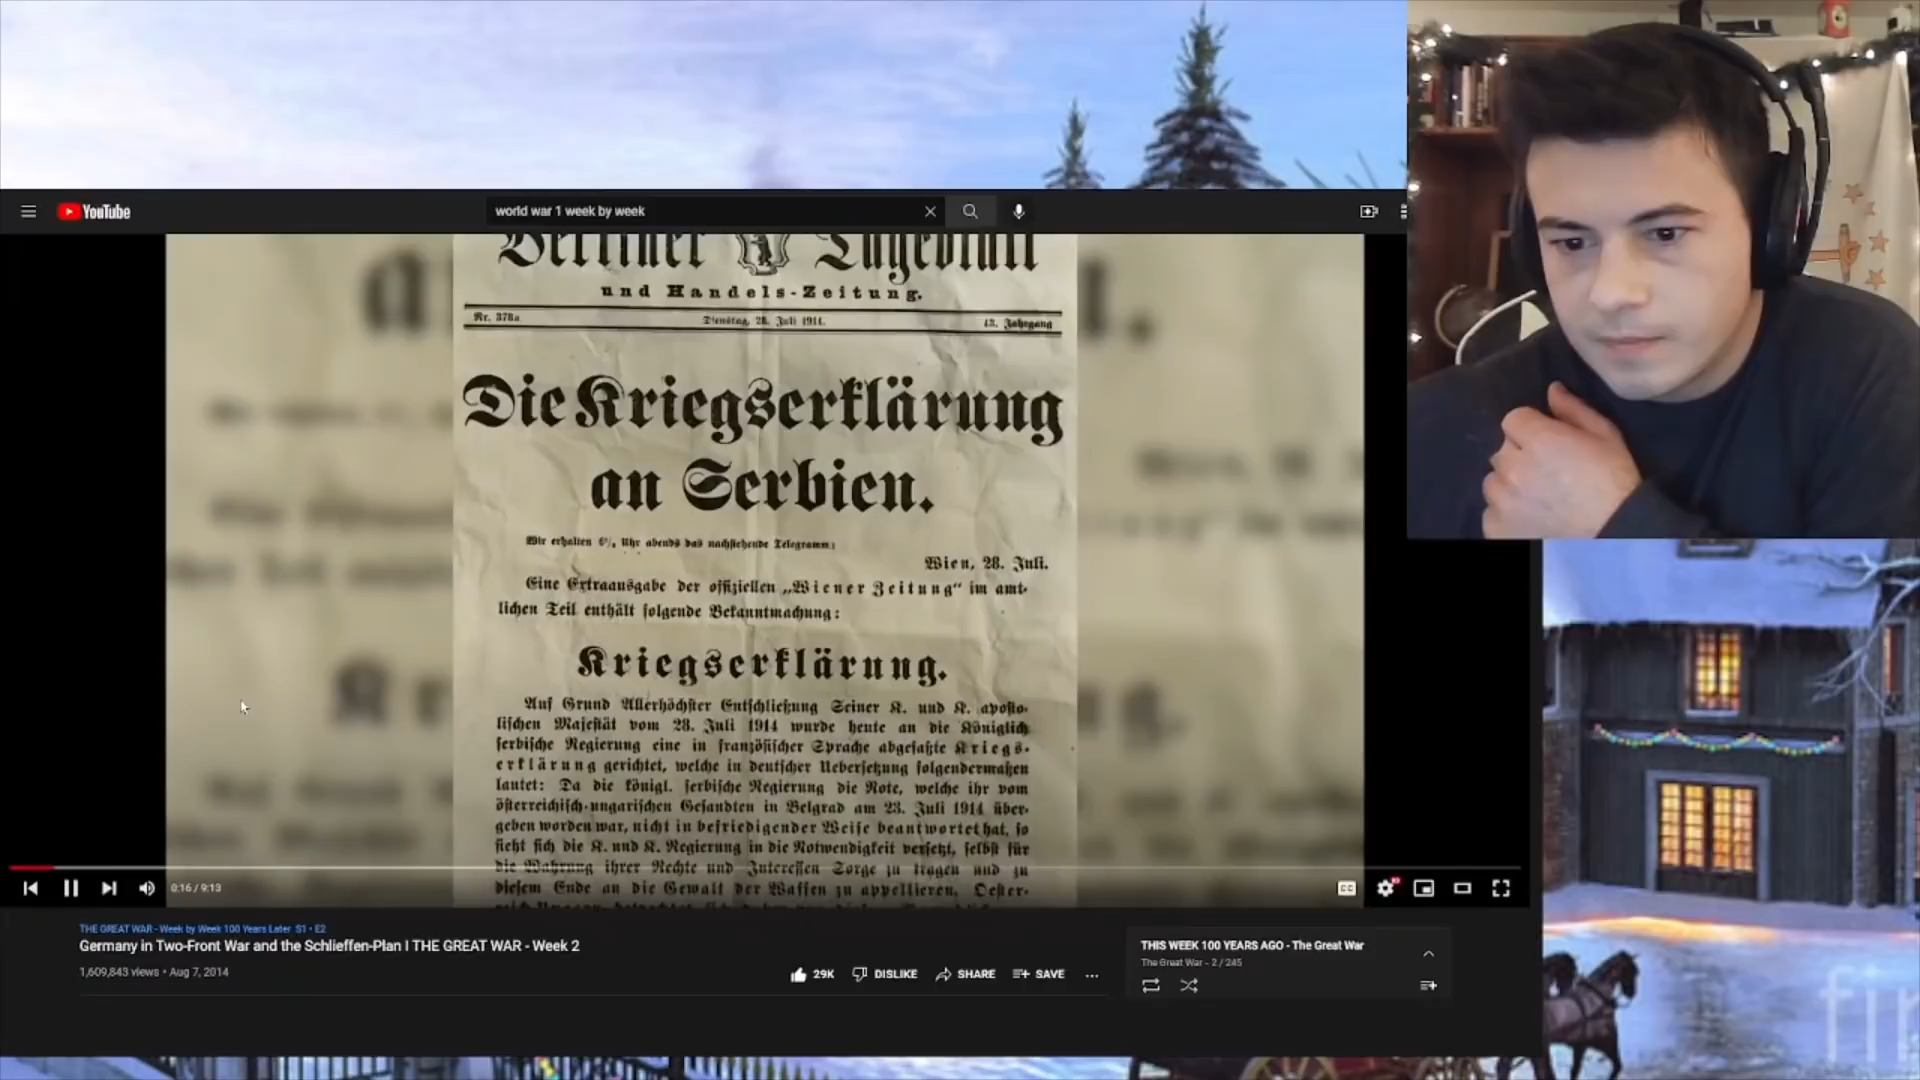 YouTube
world war 1 week by week
Berliner Tageblatt
und Handels-Zeitung.
Nr. 378a
Dienstag, 28. Juli 1914.
43. Jahrgang
Die Kriegserklärung
an Serbien.
Wir erhalten Uhr abends das nachstehende Telegramm:
Wien, 28. Juli.
Eine Extraausgabe der offiziellen „Wiener Zeitung“ im amt-
lichen Teil enthält folgende Bekanntmachung:
Kriegserklärung.
Auf Grund Allerhöchster Entschließung Seiner K. und K. aposto-
lischen Majestät vom 28. Juli 1914 wurde heute an die Königlich
serbische Regierung eine in französischer Sprache abgefaßte Kriegs-
erklärung gerichtet, welche in deutscher Uebersetzung folgendermaßen
lautet: Da die königl. serbische Regierung die Note, welche ihr vom
österreichisch-ungarischen Gesandten in Belgrad am 23. Juli 1914 über-
geben worden war, nicht in befriedigender Weise beantwortet hat, so
sieht sich die K. und K. Regierung in die Notwendigkeit versetzt, selbst für
die Wahrung ihrer Rechte und Interessen Sorge zu tragen und zu
diesem Ende an die Gewalt der Waffen zu appellieren. Oester-
0:16 / 9:13
CC
THE GREAT WAR - Week by Week 100 Years Later S1 • E2
Germany in Two-Front War and the Schlieffen-Plan I THE GREAT WAR - Week 2
1,609,843 views • Aug 7, 2014
29K
DISLIKE
SHARE
SAVE
THIS WEEK 100 YEARS AGO - The Great War
The Great War - 2 / 245